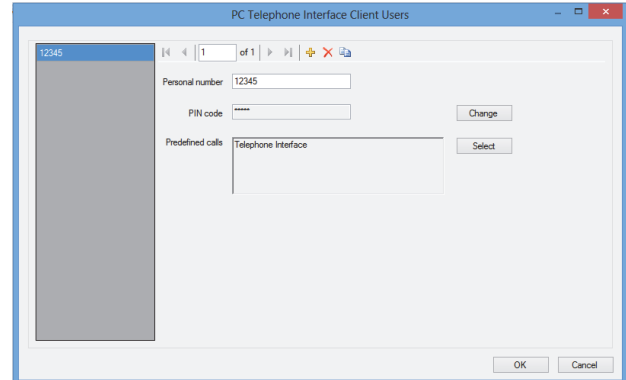 PC Telephone Interface Client Users
12345
1 of 1
Personal number 12345
PIN code *****
Change
Predefined calls Telephone Interface
Select
OK Cancel